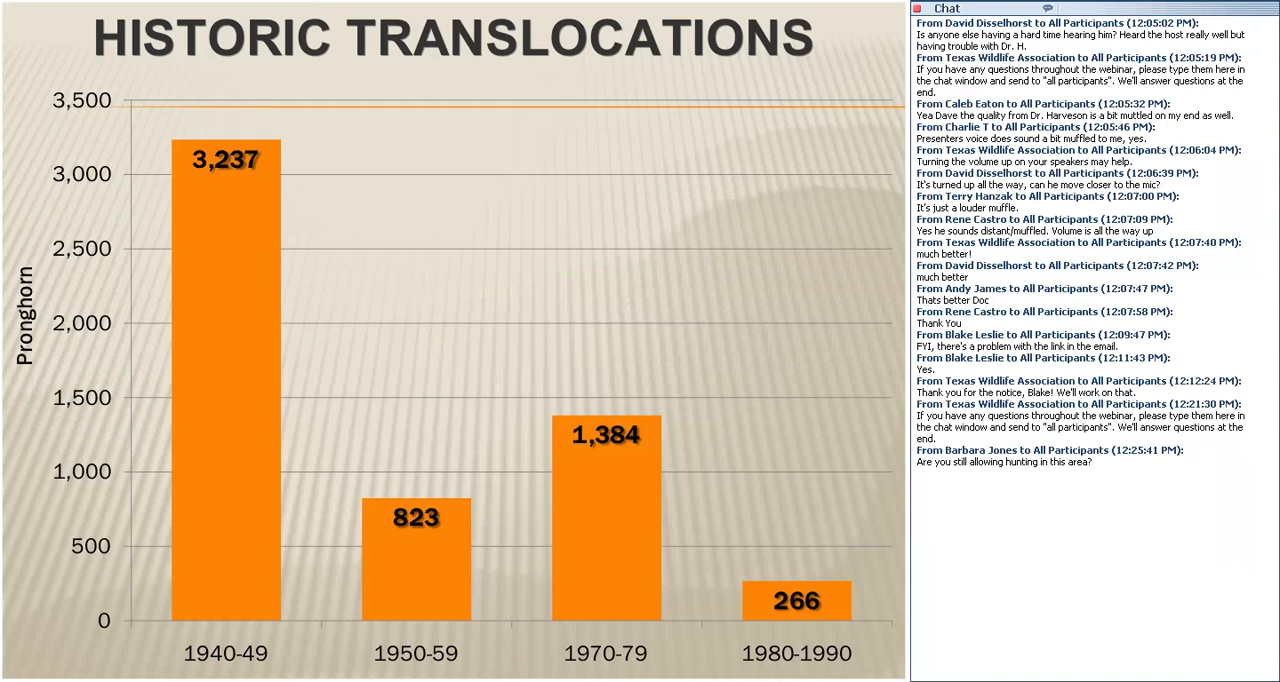 HISTORIC TRANSLOCATIONS
3,500
3,000
2,500
2,000
1,500
1,000
500
0
Pronghorn
3,237
823
1,384
266
1940-49
1950-59
1970-79
1980-1990
Chat
From David Disselhorst to All Participants (12:05:02 PM):
Is anyone else having a hard time hearing him? Heard the host really well but
having trouble with Dr. H.
From Texas Wildlife Association to All Participants (12:05:19 PM):
If you have any questions throughout the webinar, please type them here in
the chat window and send to "all participants". We'll answer questions at the
end.
From Caleb Eaton to All Participants (12:05:32 PM):
Yea Dave the quality from Dr. Harveson is a bit muttled on my end as well.
From Charlie T to All Participants (12:05:46 PM):
Presenters voice does sound a bit muffled to me, yes.
From Texas Wildlife Association to All Participants (12:06:04 PM):
Turning the volume up on your speakers may help.
From David Disselhorst to All Participants (12:06:39 PM):
It's turned up all the way, can he move closer to the mic?
From Terry Hanzak to All Participants (12:07:00 PM):
It's just a louder muffle.
From Rene Castro to All Participants (12:07:09 PM):
Yes he sounds distant/muffled. Volume is all the way up
From Texas Wildlife Association to All Participants (12:07:40 PM):
much better!
From David Disselhorst to All Participants (12:07:42 PM):
much better
From Andy James to All Participants (12:07:47 PM):
Thats better Doc
From Rene Castro to All Participants (12:07:58 PM):
Thank You
From Blake Leslie to All Participants (12:09:47 PM):
FYI, there's a problem with the link in the email.
From Blake Leslie to All Participants (12:11:43 PM):
Yes.
From Texas Wildlife Association to All Participants (12:12:24 PM):
Thank you for the notice, Blake! We'll work on that.
From Texas Wildlife Association to All Participants (12:21:30 PM):
If you have any questions throughout the webinar, please type them here in
the chat window and send to "all participants". We'll answer questions at the
end.
From Barbara Jones to All Participants (12:25:41 PM):
Are you still allowing hunting in this area?